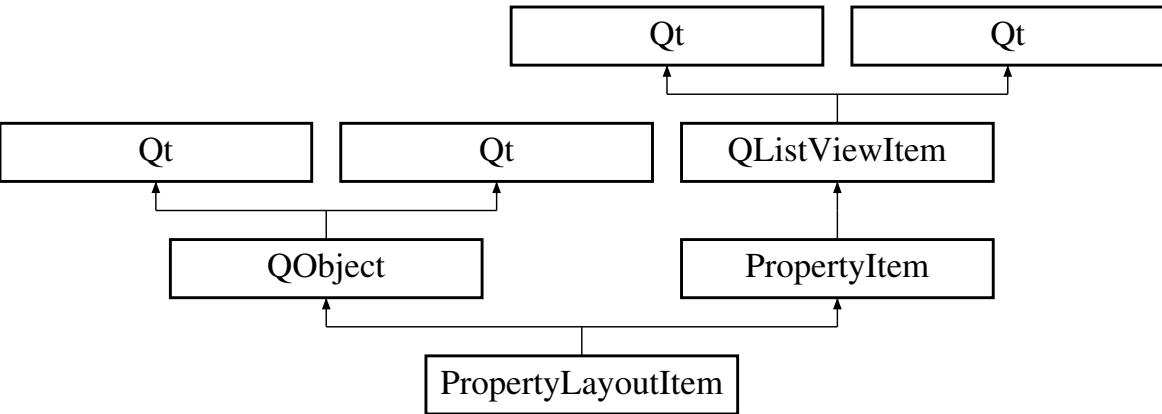 Qt
Qt
Qt
Qt
QListViewItem
QObject
PropertyItem
PropertyLayoutItem